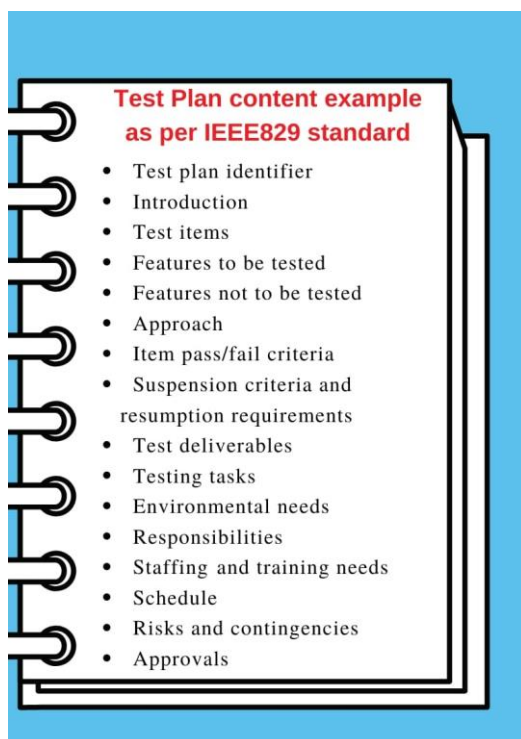 Test Plan content example
as per IEEE829 standard
• Test plan identifier
• Introduction
• Test items
• Features to be tested
• Features not to be tested
• Approach
• Item pass/fail criteria
• Suspension criteria and
resumption requirements
• Test deliverables
• Testing tasks
• Environmental needs
• Responsibilities
• Staffing and training needs
• Schedule
• Risks and contingencies
• Approvals